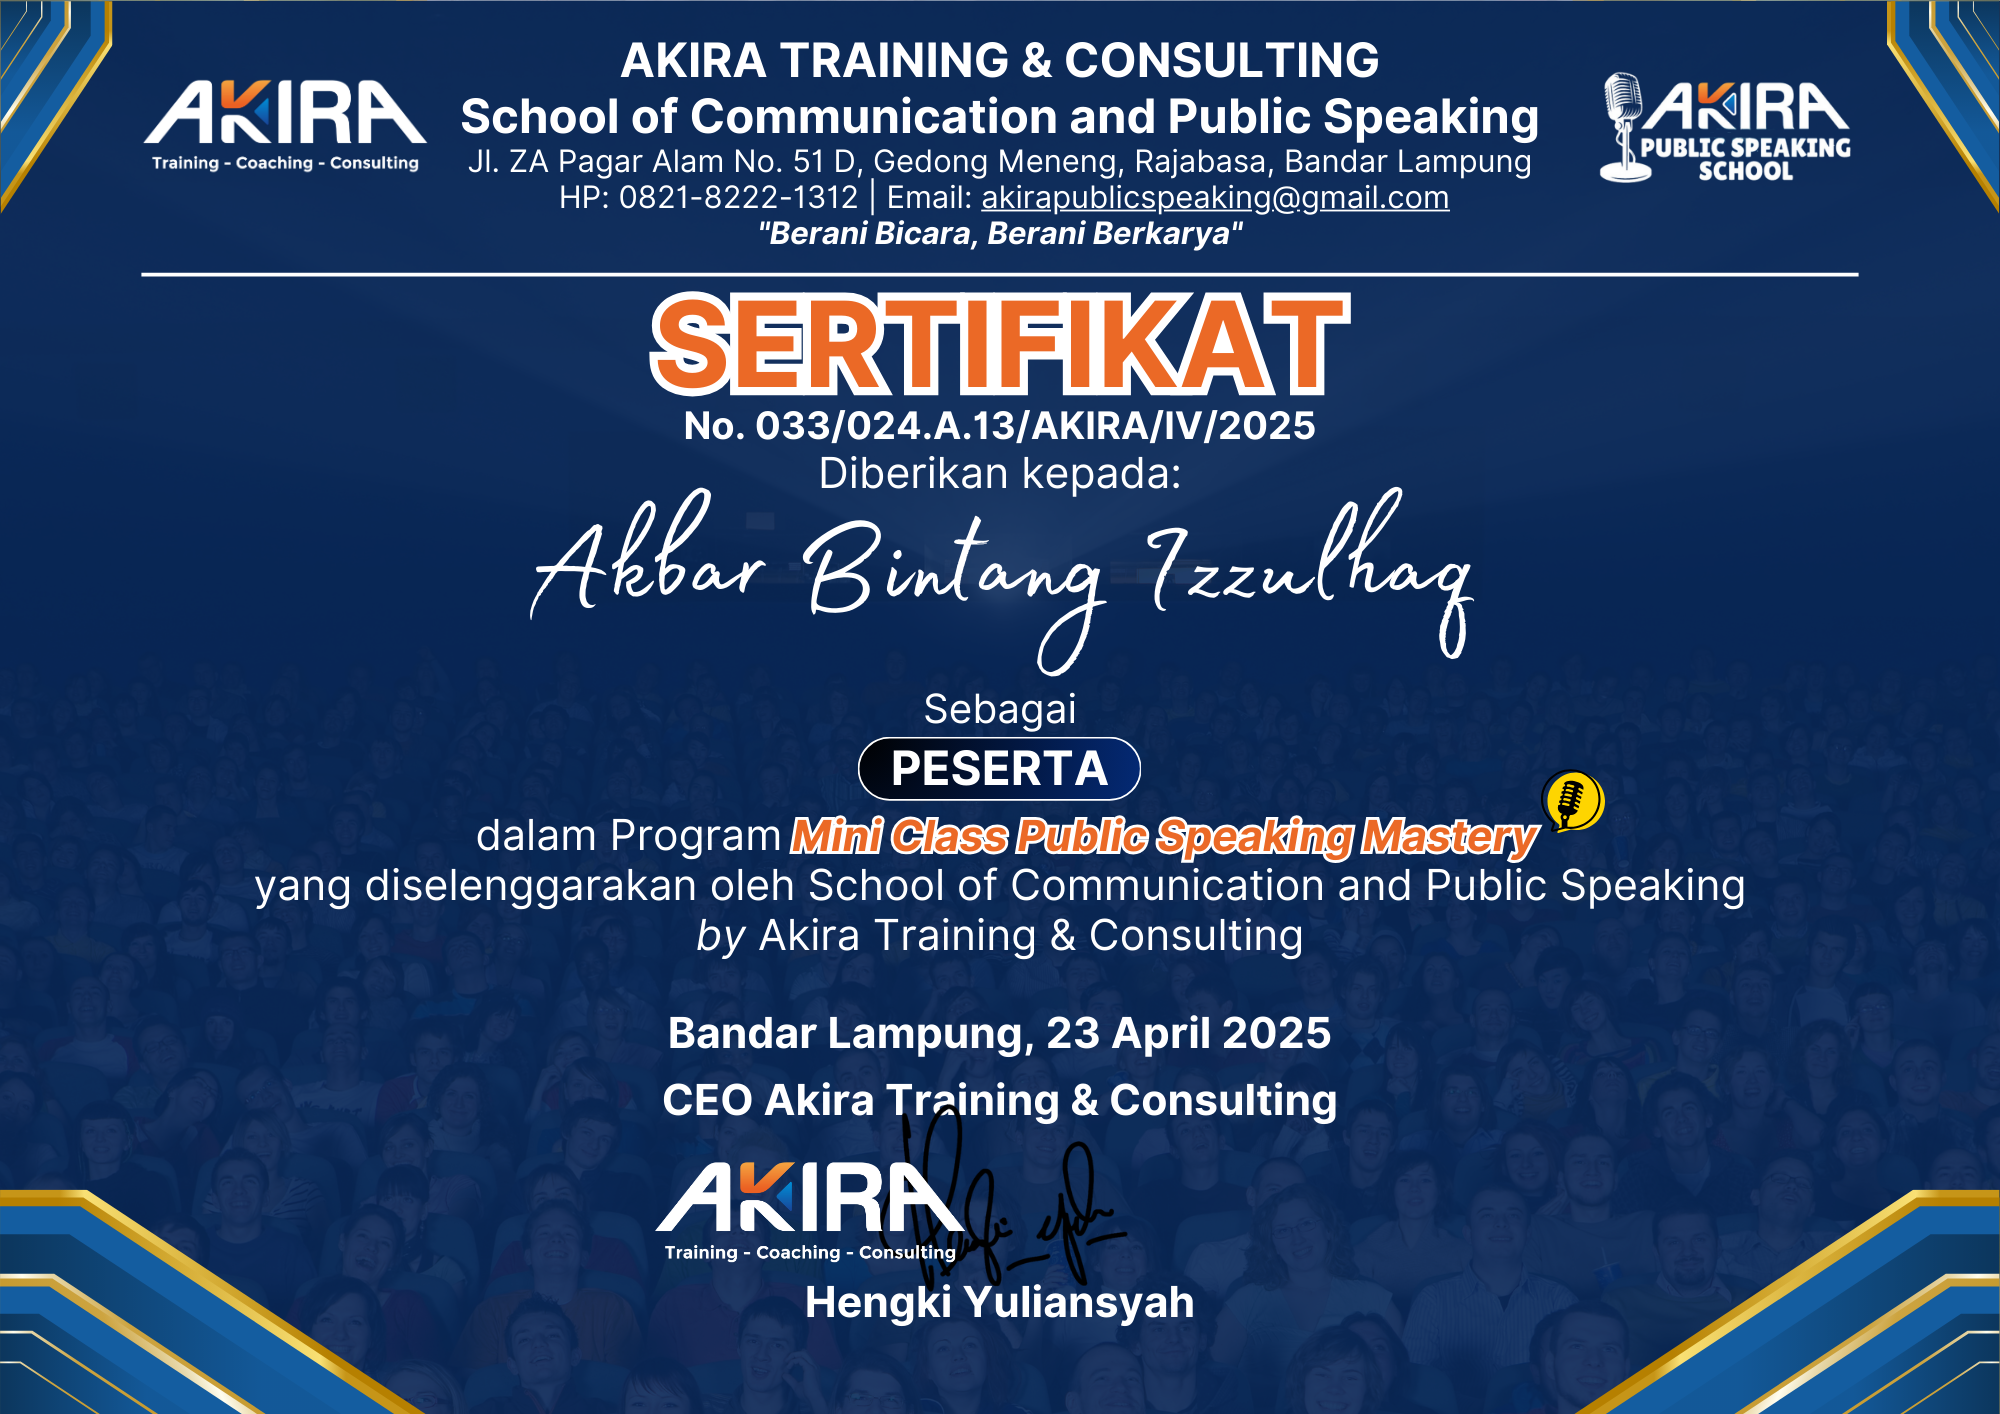 AKIRA TRAINING & CONSULTING
School of Communication and Public Speaking
Jl. ZA Pagar Alam No. 51 D, Gedong Meneng, Rajabasa, Bandar Lampung
HP: 0821-8222-1312 | Email: akirapublicspeaking@gmail.com
"Berani Bicara, Berani Berkarya"
AKIRA
Training - Coaching - Consulting
AKIRA
PUBLIC SPEAKING
SCHOOL
SERTIFIKAT
No. 033/024.A.13/AKIRA/IV/2025
Diberikan kepada:
Akbar Bintang Izzulhaq
Sebagai
PESERTA
dalam Program Mini Class Public Speaking Mastery
yang diselenggarakan oleh School of Communication and Public Speaking
by Akira Training & Consulting
Bandar Lampung, 23 April 2025
CEO Akira Training & Consulting
AKIRA
Training - Coaching - Consulting
Hengki Yuliansyah